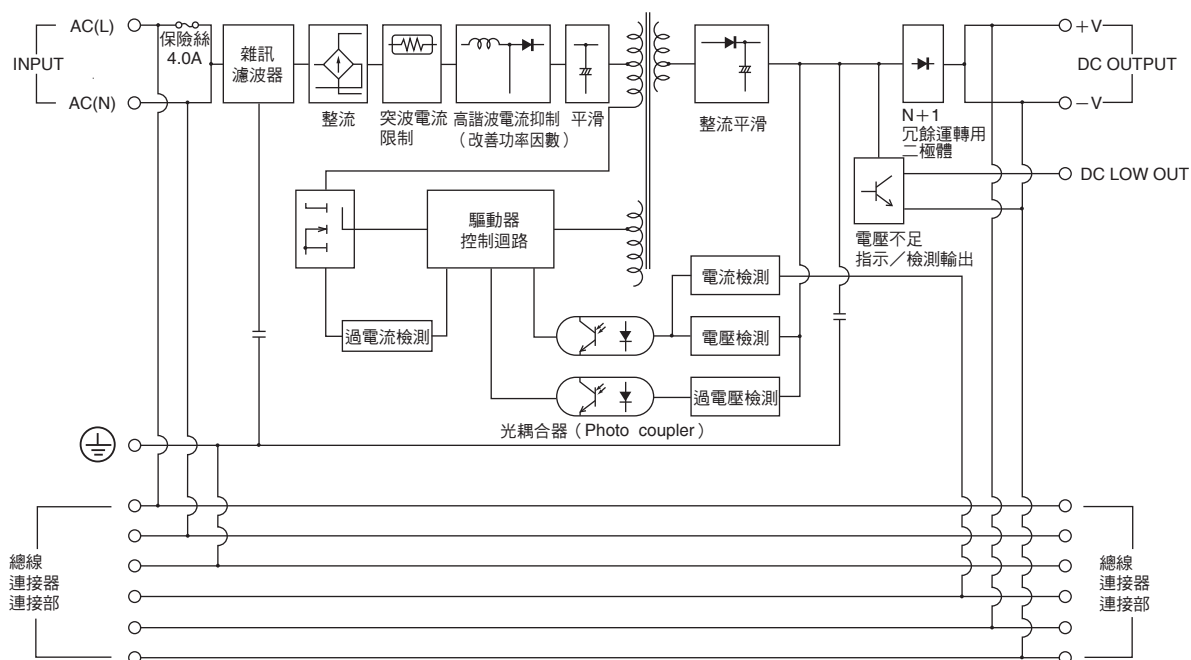 AC(L)
INPUT
AC(N)
保險絲
4.0A
雜訊
濾波器
整流
突波電流
限制
高諧波電流抑制
（改善功率因數）
平滑
整流平滑
N＋1
冗餘運轉用
二極體
＋V
DC OUTPUT
－V
DC LOW OUT
電壓不足
指示／檢測輸出
驅動器
控制迴路
過電流檢測
電流檢測
電壓檢測
過電壓檢測
光耦合器（Photo coupler）
總線
連接器
連接部
總線
連接器
連接部